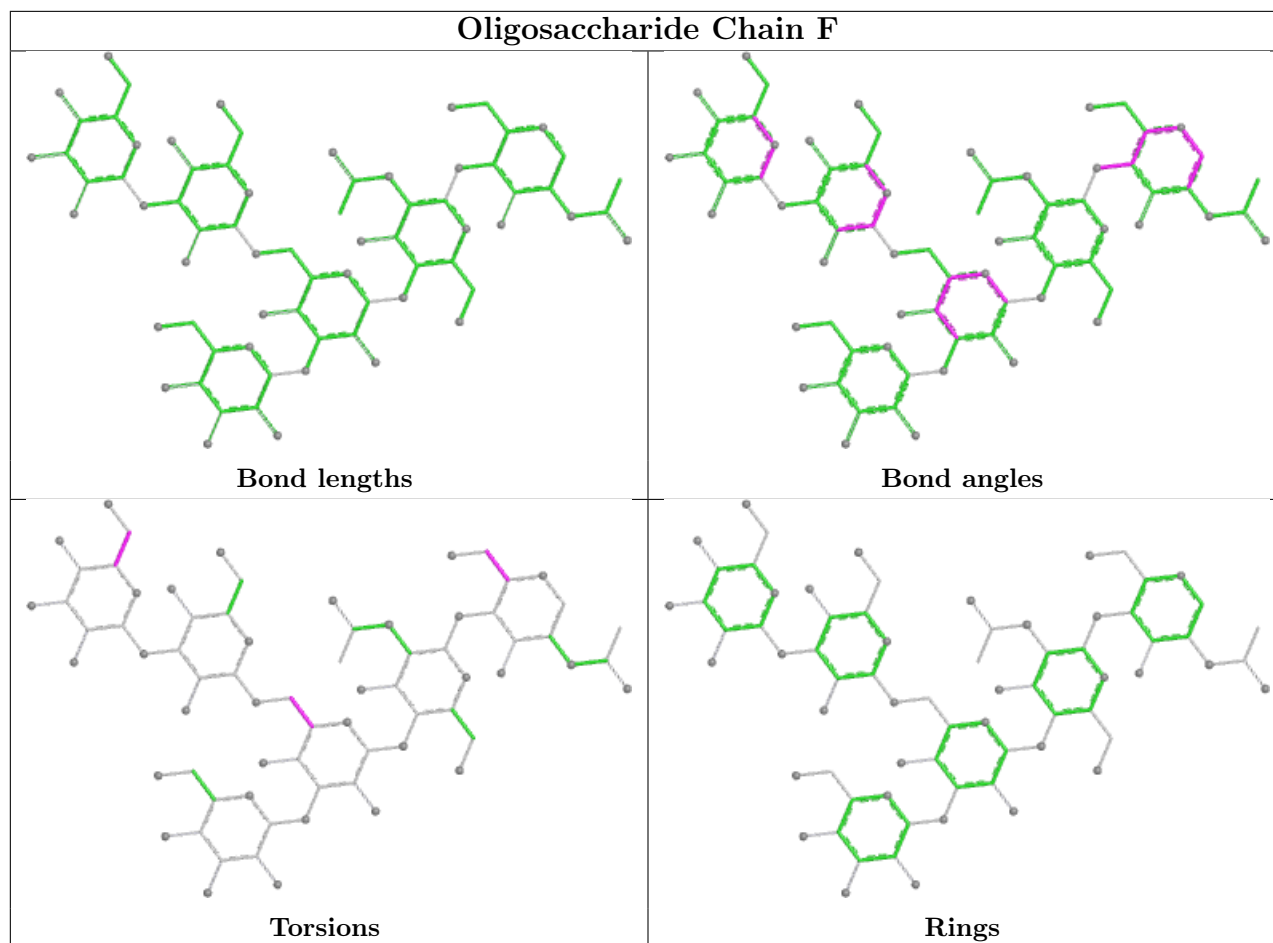 Oligosaccharide Chain F
Bond lengths
Bond angles
Torsions
Rings